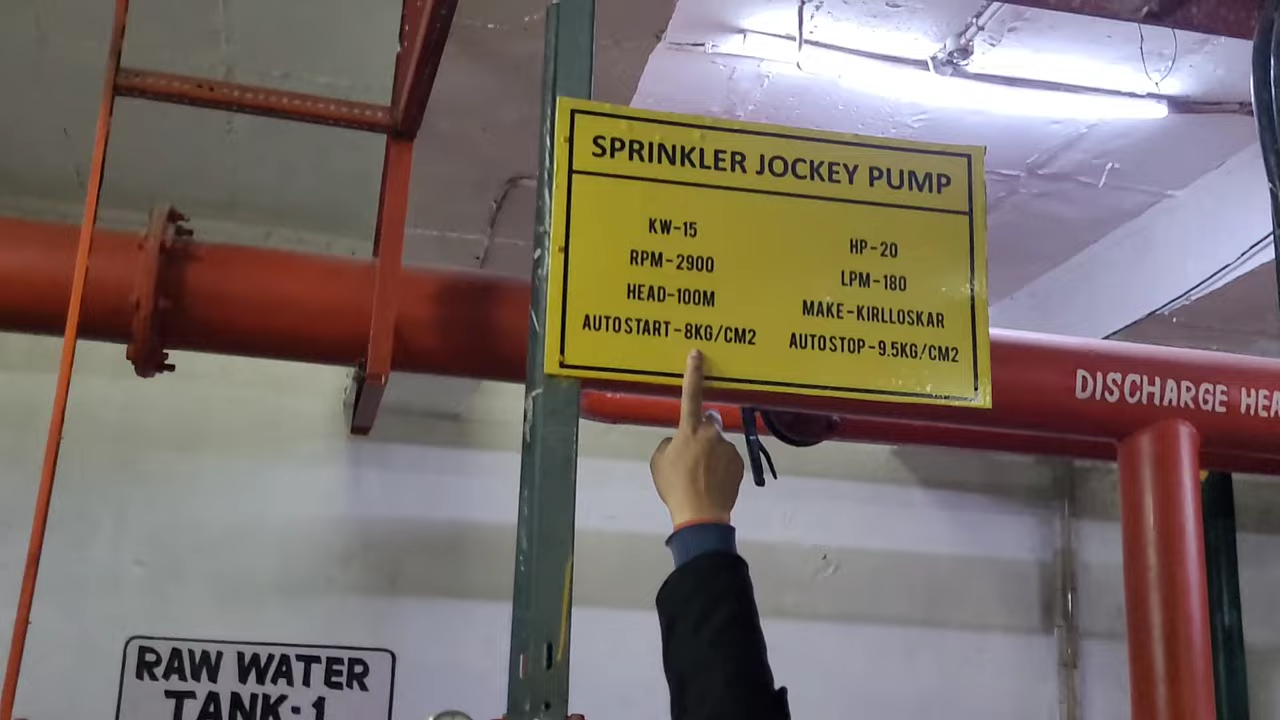 SPRINKLER JOCKEY PUMP
KW-15
RPM-2900
HEAD-100M
AUTOSTART-8KG/CM2
HP-20
LPM-180
MAKE-KIRLLOSKAR
AUTOSTOP-9.5KG/CM2
DISCHARGE HEA
RAW WATER
TANK-1